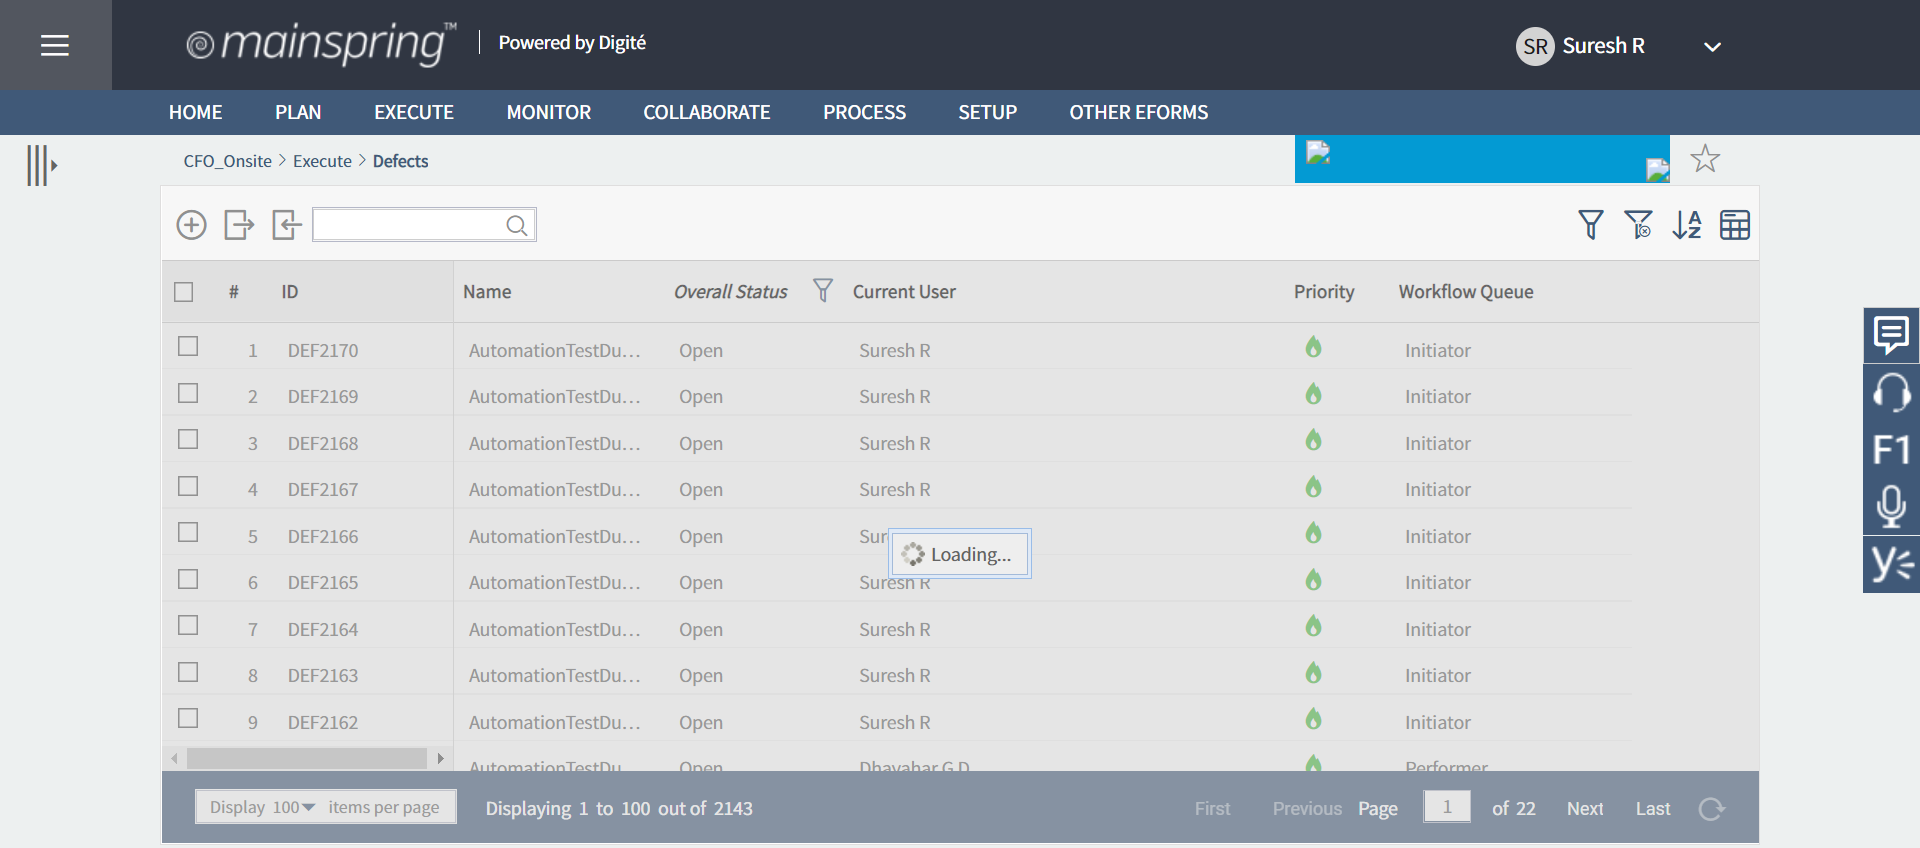 mainspring™ Powered by Digité
SR Suresh R
HOME PLAN EXECUTE MONITOR COLLABORATE PROCESS SETUP OTHER EFORMS
CFO_Onsite > Execute > Defects
# ID Name Overall Status Current User Priority Workflow Queue
1 DEF2170 AutomationTestDu... Open Suresh R Initiator
2 DEF2169 AutomationTestDu... Open Suresh R Initiator
3 DEF2168 AutomationTestDu... Open Suresh R Initiator
4 DEF2167 AutomationTestDu... Open Suresh R Initiator
5 DEF2166 AutomationTestDu... Open Sur Initiator
Loading...
6 DEF2165 AutomationTestDu... Open Suresh R Initiator
7 DEF2164 AutomationTestDu... Open Suresh R Initiator
8 DEF2163 AutomationTestDu... Open Suresh R Initiator
9 DEF2162 AutomationTestDu... Open Suresh R Initiator
AutomationTestDu Open Dhayahar G D Performer
Display 100 items per page Displaying 1 to 100 out of 2143 First Previous Page 1 of 22 Next Last
F1